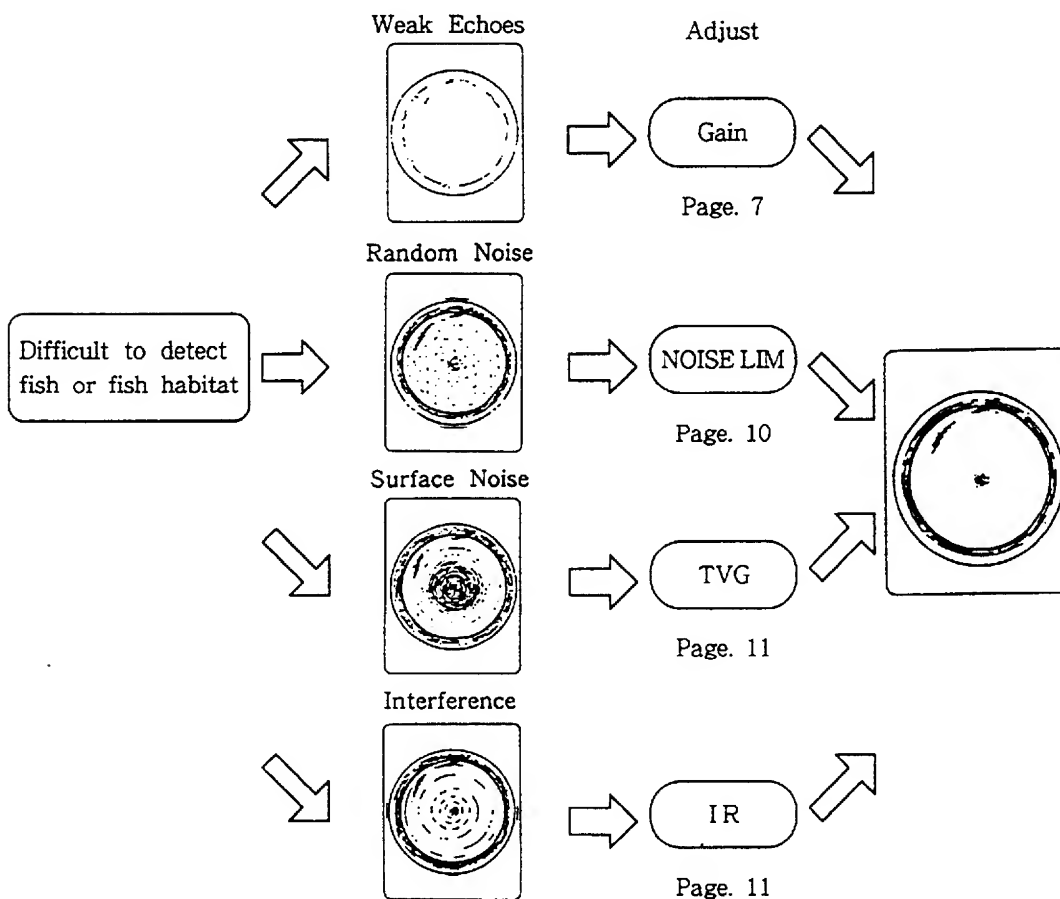 Weak Echoes
Adjust
Gain
Page. 7
Random Noise
Difficult to detect
fish or fish habitat
NOISE LIM
Page. 10
Surface Noise
TVG
Page. 11
Interference
IR
Page. 11